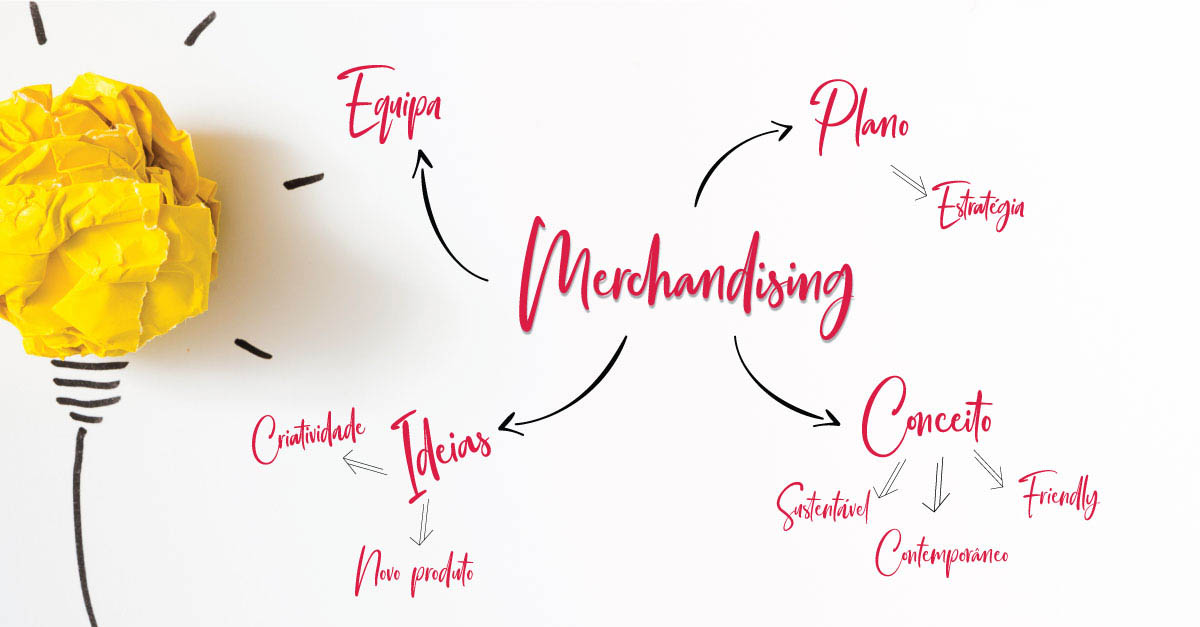 Equipa
Plano
Estratégia
Merchandising
Criatividade
Ideias
Novo produto
Conceito
Sustentável
Contemporâneo
Friendly